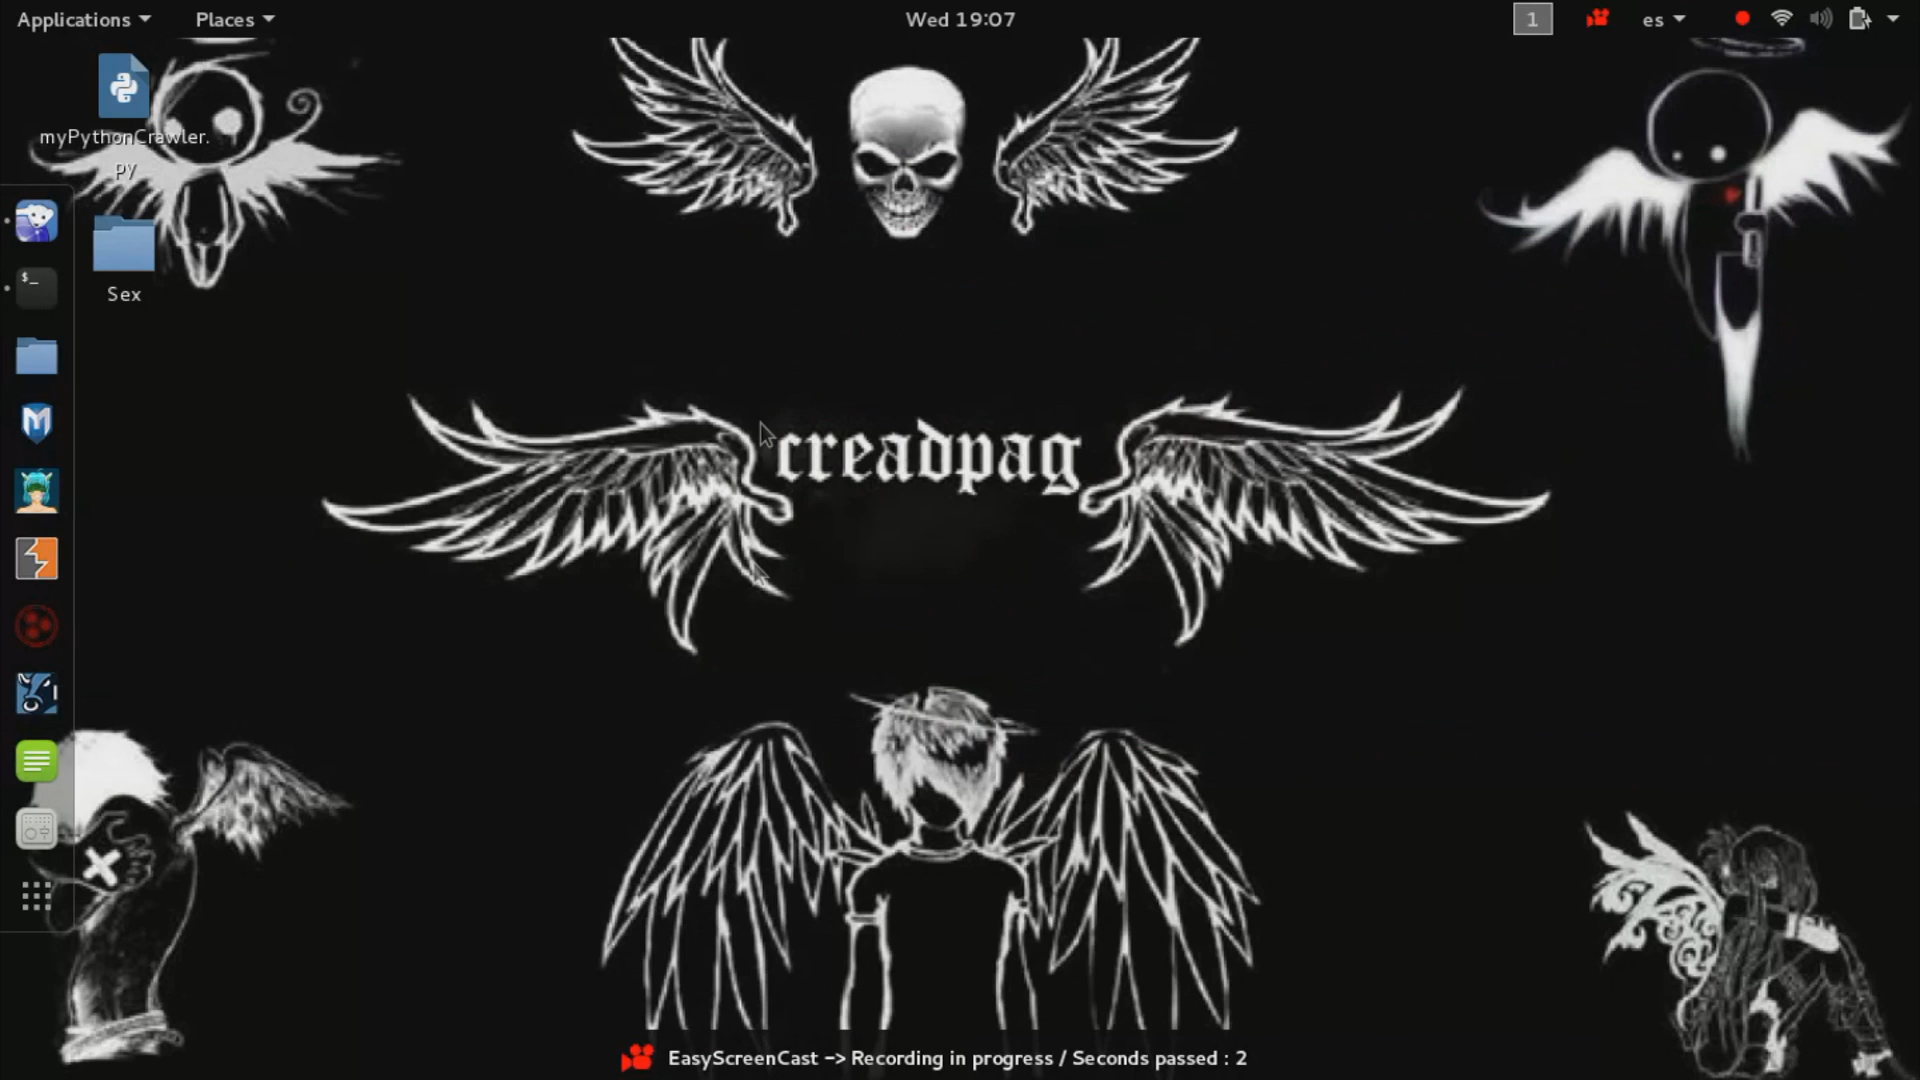 Applications Places Wed 19:07 1 es
myPythonCrawler.
py
$_
Sex
creadpag
EasyScreenCast -> Recording in progress / Seconds passed : 2